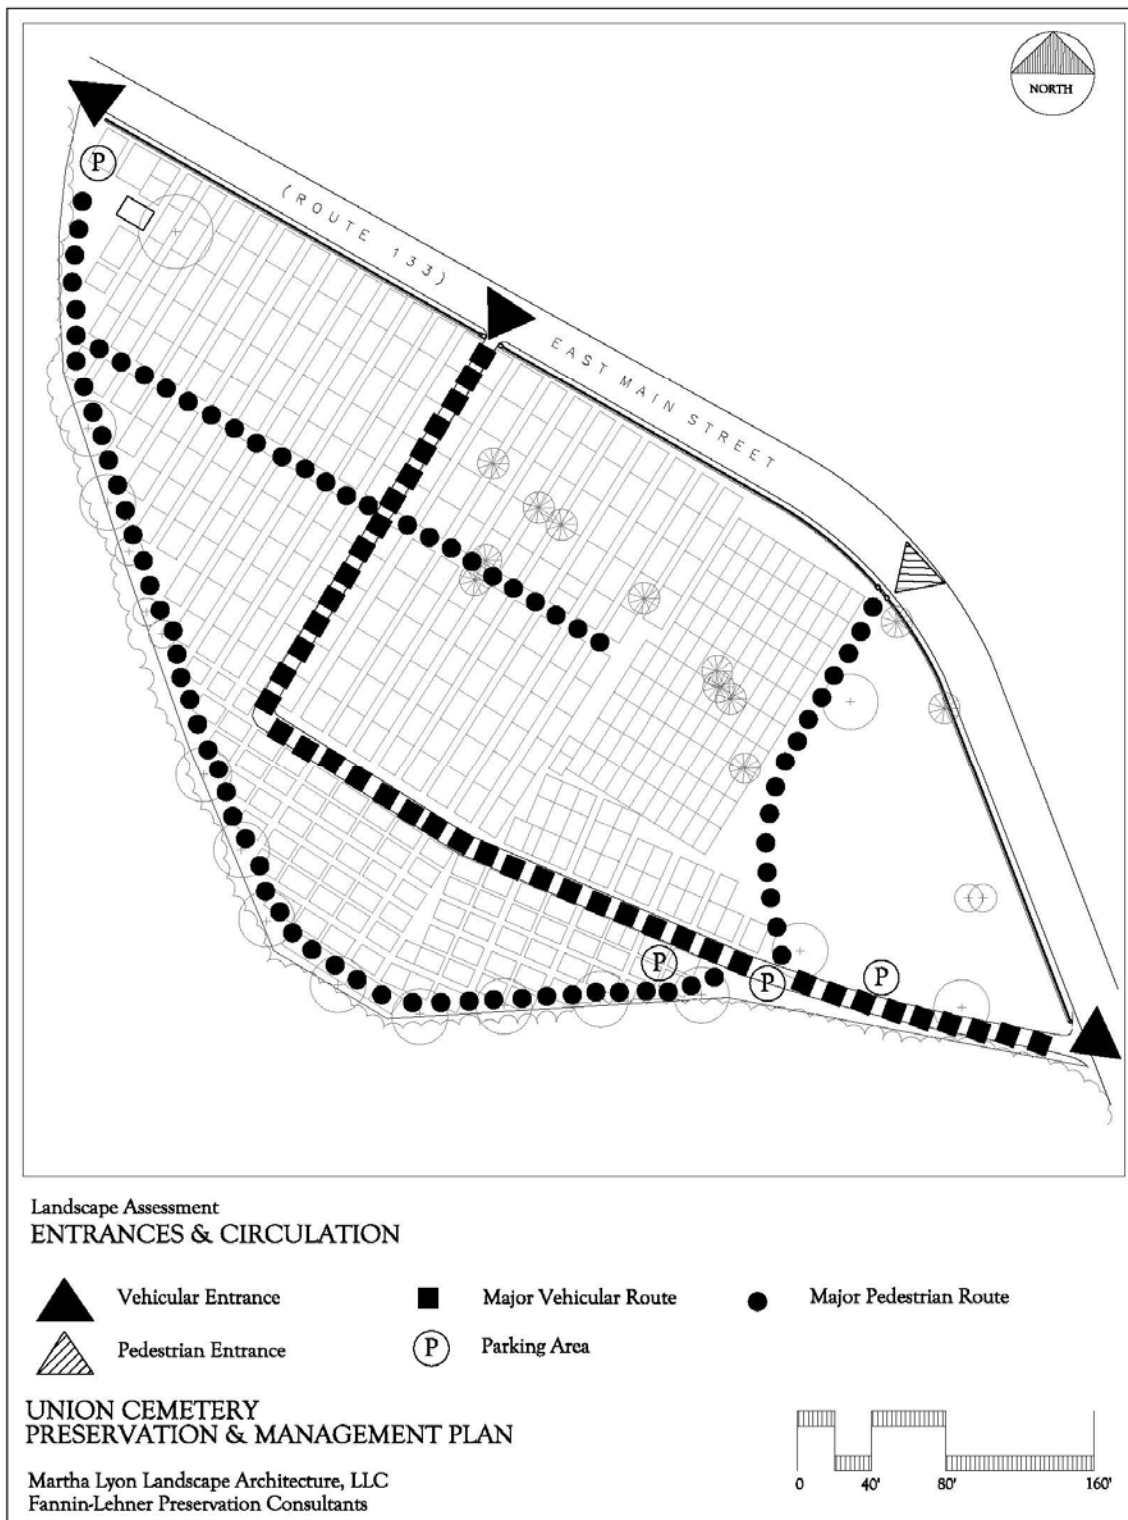 NORTH
P
(ROUTE 133)
EAST MAIN STREET
P
P
P
Landscape Assessment
ENTRANCES & CIRCULATION
Vehicular Entrance
Major Vehicular Route
Major Pedestrian Route
Pedestrian Entrance
P
Parking Area
UNION CEMETERY
PRESERVATION & MANAGEMENT PLAN
Martha Lyon Landscape Architecture, LLC
Fannin-Lehner Preservation Consultants
0 40' 80' 160'